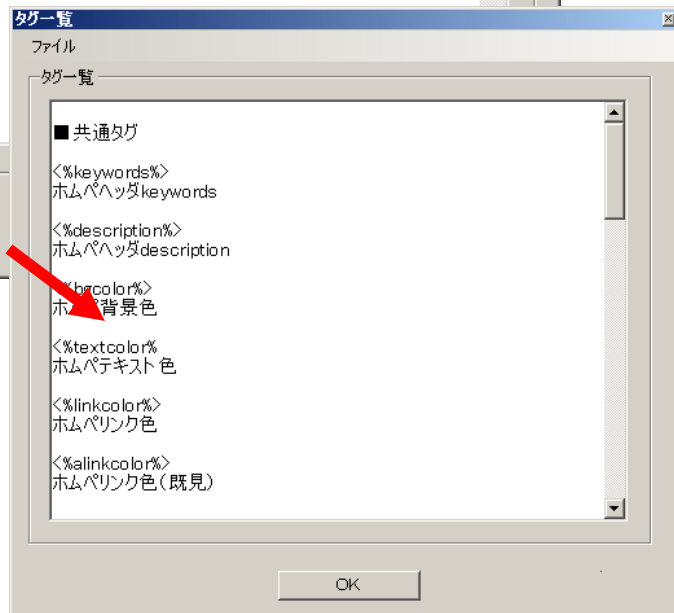 タグ一覧
ファイル
タグ一覧
■共通タグ
<%keywords%>
ホムペヘッダkeywords
<%description%>
ホムペヘッダdescription
<%bgcolor%>
ホムペ背景色
<%textcolor%
ホムペテキスト色
<%linkcolor%>
ホムペリンク色
<%alinkcolor%>
ホムペリンク色(既見)
OK